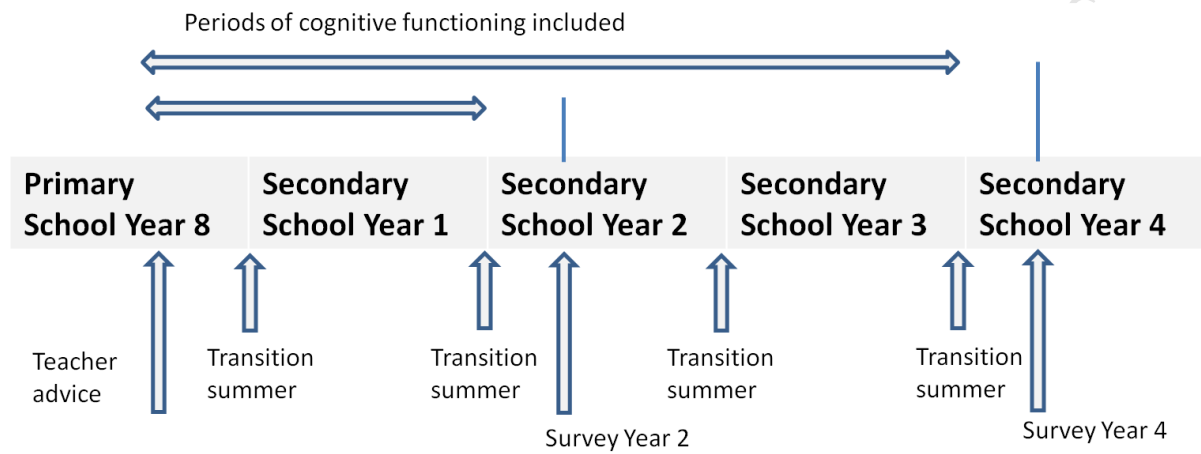 Periods of cognitive functioning included
Primary
School Year 8
Secondary
School Year 1
Secondary
School Year 2
Secondary
School Year 3
Secondary
School Year 4
Teacher
advice
Transition
summer
Transition
summer
Transition
summer
Transition
summer
Survey Year 2
Survey Year 4